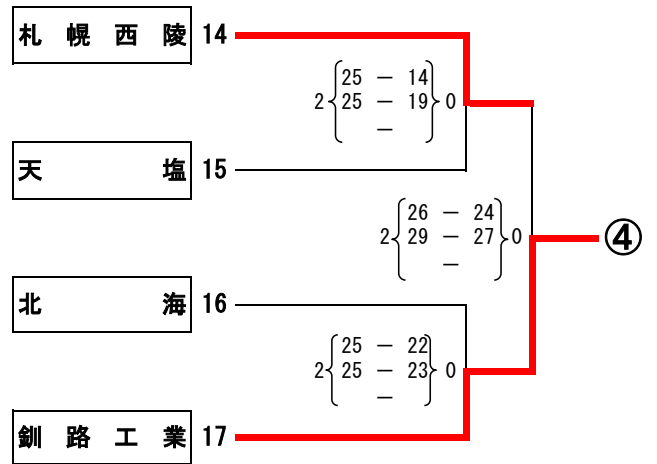 札幌西陵 14
2 25 － 14 0
25 － 19
－
天塩 15
2 26 － 24 0
29 － 27
－
④
北海 16
2 25 － 22 0
25 － 23
－
釧路工業 17